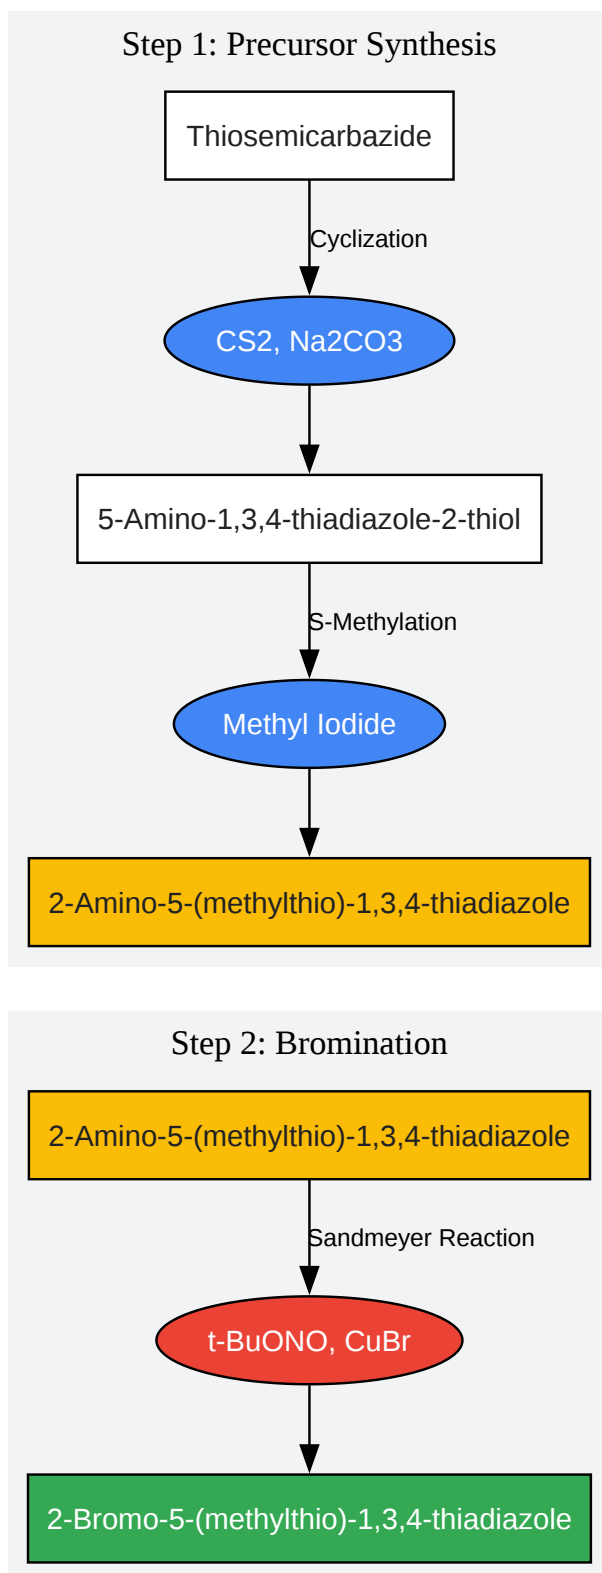 Step 1: Precursor Synthesis
Thiosemicarbazide
Cyclization
CS2, Na2CO3
5-Amino-1,3,4-thiadiazole-2-thiol
S-Methylation
Methyl Iodide
2-Amino-5-(methylthio)-1,3,4-thiadiazole
Step 2: Bromination
2-Amino-5-(methylthio)-1,3,4-thiadiazole
Sandmeyer Reaction
t-BuONO, CuBr
2-Bromo-5-(methylthio)-1,3,4-thiadiazole